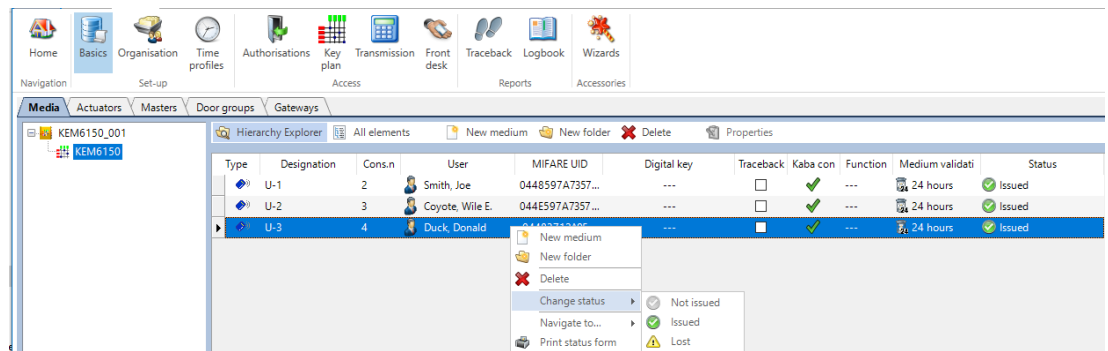 Home Basics Organisation Time profiles Authorisations Key plan Transmission Front desk Traceback Logbook Wizards
Navigation Set-up Access Reports Accessories
Media Actuators Masters Door groups Gateways
KEM6150_001
KEM6150
Hierarchy Explorer All elements New medium New folder Delete Properties
Type Designation Cons.n User MIFARE UID Digital key Traceback Kaba con Function Medium validati Status
U-1 2 Smith, Joe 0448597A7357... --- --- 24 hours Issued
U-2 3 Coyote, Wile E. 044E597A7357... --- --- 24 hours Issued
U-3 4 Duck, Donald --- --- 24 hours Issued
New medium
New folder
Delete
Change status
Navigate to...
Print status form
Not issued
Issued
Lost